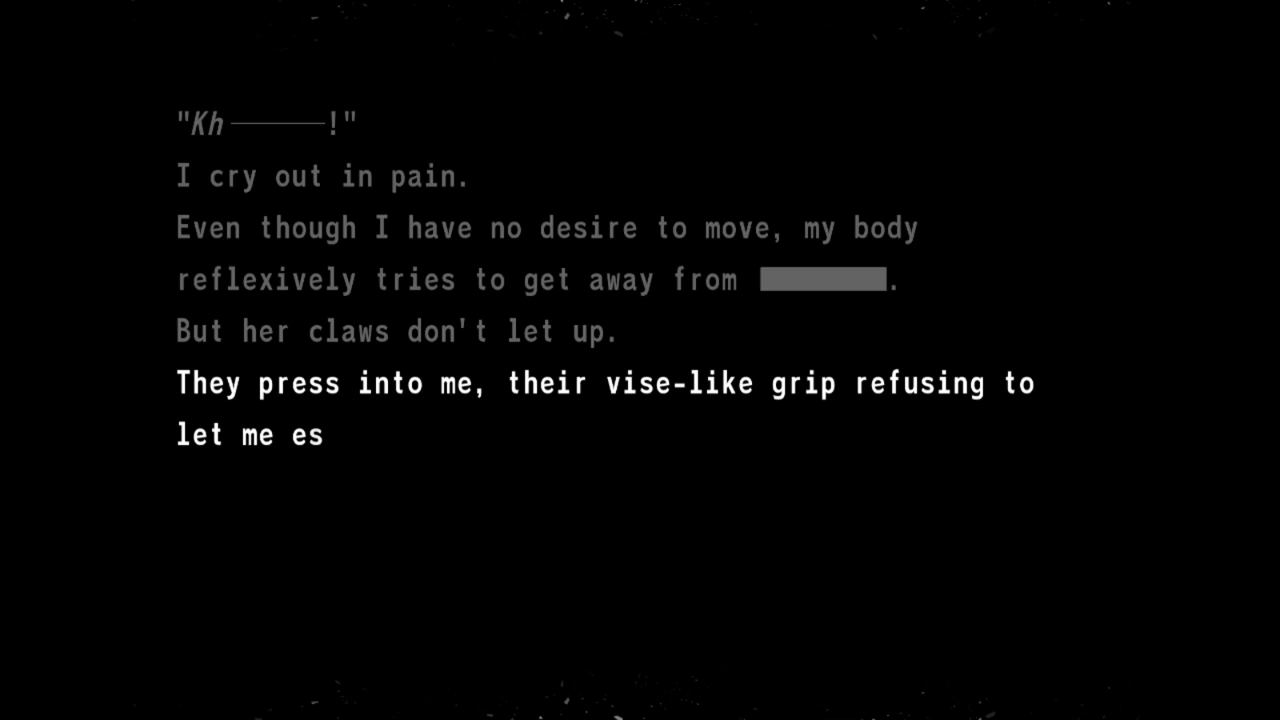 "Kh———!"
I cry out in pain.
Even though I have no desire to move, my body
reflexively tries to get away from ████████.
But her claws don't let up.
They press into me, their vise-like grip refusing to
let me es